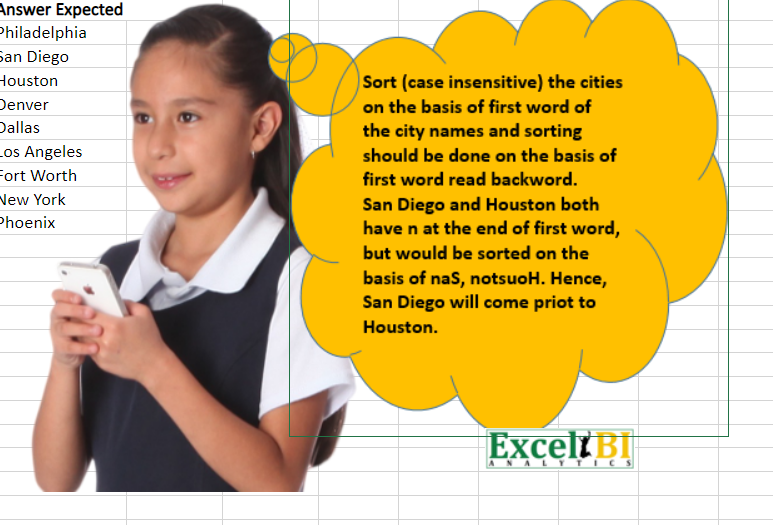 Answer Expected
Philadelphia
San Diego
Houston
Denver
Dallas
Los Angeles
Fort Worth
New York
Phoenix
Sort (case insensitive) the cities
on the basis of first word of
the city names and sorting
should be done on the basis of
first word read backword.
San Diego and Houston both
have n at the end of first word,
but would be sorted on the
basis of naS, notsuoH. Hence,
San Diego will come priot to
Houston.
Excel BI
ANALYTICS